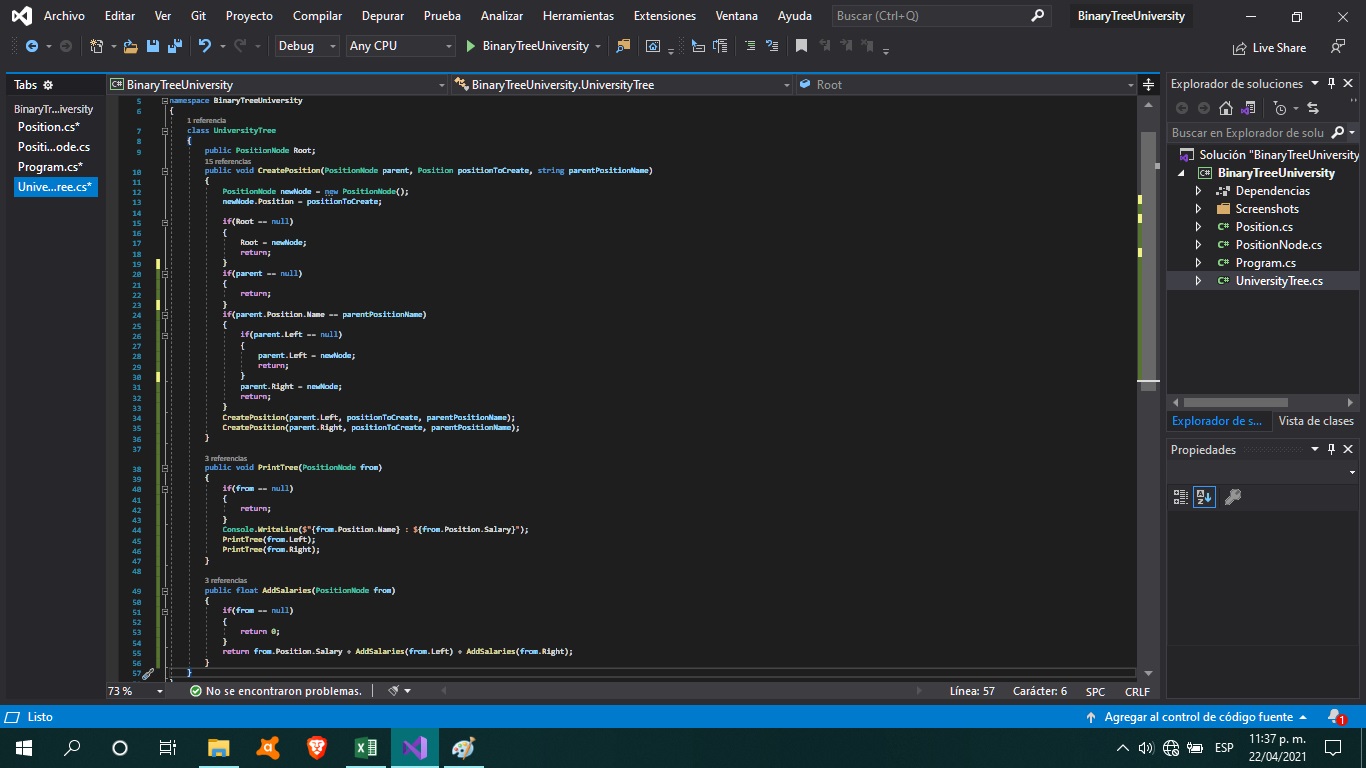 Archivo Editar Ver Git Proyecto Compilar Depurar Prueba Analizar Herramientas Extensiones Ventana Ayuda Buscar (Ctrl+Q) BinaryTreeUniversity
Debug Any CPU BinaryTreeUniversity Live Share
Tabs
BinaryTr...iversity
Position.cs*
Positi...ode.cs
Program.cs*
Unive...ree.cs*
BinaryTreeUniversity BinaryTreeUniversity.UniversityTree Root
5 namespace BinaryTreeUniversity
6 {
1 referencia
7 class UniversityTree
8 {
9 public PositionNode Root;
15 referencias
10 public void CreatePosition(PositionNode parent, Position positionToCreate, string parentPositionName)
11 {
12 PositionNode newNode = new PositionNode();
13 newNode.Position = positionToCreate;
14
15 if(Root == null)
16 {
17 Root = newNode;
18 return;
19 }
20 if(parent == null)
21 {
22 return;
23 }
24 if(parent.Position.Name == parentPositionName)
25 {
26 if(parent.Left == null)
27 {
28 parent.Left = newNode;
29 return;
30 }
31 parent.Right = newNode;
32 return;
33 }
34 CreatePosition(parent.Left, positionToCreate, parentPositionName);
35 CreatePosition(parent.Right, positionToCreate, parentPositionName);
36 }
37
3 referencias
38 public void PrintTree(PositionNode from)
39 {
40 if(from == null)
41 {
42 return;
43 }
44 Console.WriteLine($"{from.Position.Name} : ${from.Position.Salary}");
45 PrintTree(from.Left);
46 PrintTree(from.Right);
47 }
48
3 referencias
49 public float AddSalaries(PositionNode from)
50 {
51 if(from == null)
52 {
53 return 0;
54 }
55 return from.Position.Salary + AddSalaries(from.Left) + AddSalaries(from.Right);
56 }
57 }
73 % No se encontraron problemas. Línea: 57 Carácter: 6 SPC CRLF
Explorador de soluciones
Buscar en Explorador de solu
Solución "BinaryTreeUniversity
BinaryTreeUniversity
Dependencias
Screenshots
C# Position.cs
C# PositionNode.cs
C# Program.cs
C# UniversityTree.cs
Explorador de s... Vista de clases
Propiedades
Listo Agregar al control de código fuente 1
ESP 11:37 p. m.
22/04/2021